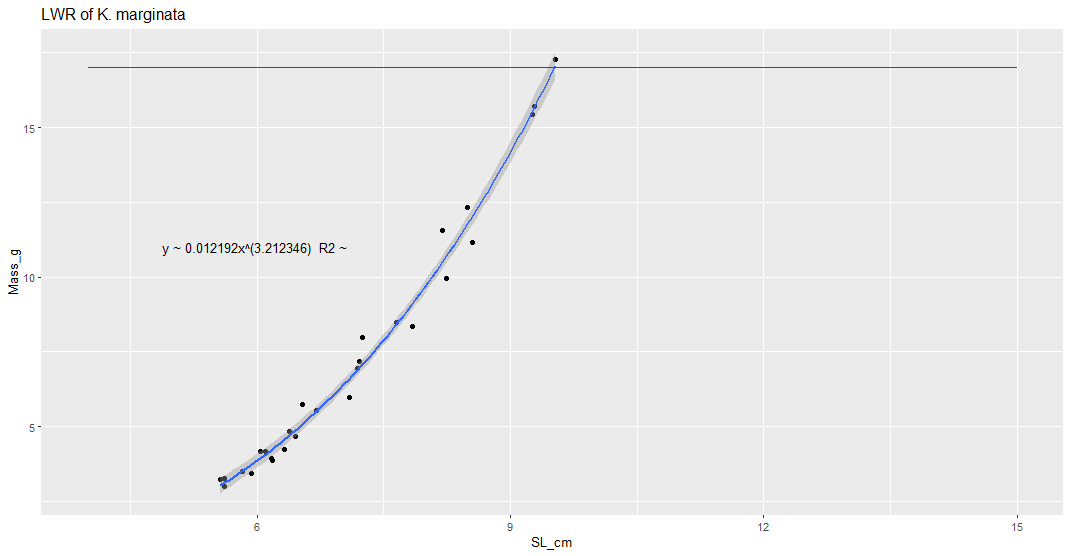 LWR of K. marginata
Mass_g
15
10
5
y ~ 0.012192x^(3.212346)  R2 ~
6
9
12
15
SL_cm